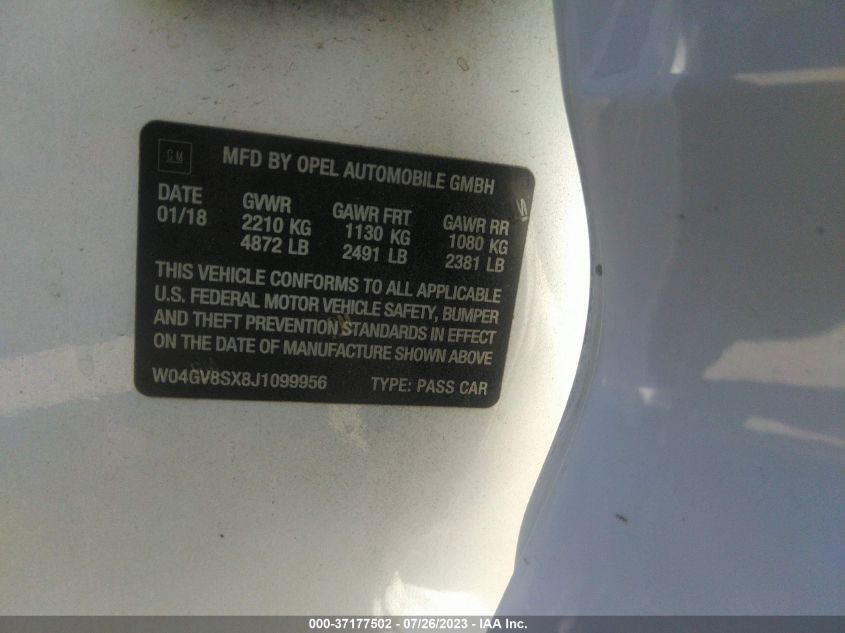 GM
MFD BY OPEL AUTOMOBILE GMBH
DATE
01/18
GVWR
2210 KG
4872 LB
GAWR FRT
1130 KG
2491 LB
GAWR RR
1080 KG
2381 LB
THIS VEHICLE CONFORMS TO ALL APPLICABLE
U.S. FEDERAL MOTOR VEHICLE SAFETY, BUMPER
AND THEFT PREVENTION STANDARDS IN EFFECT
ON THE DATE OF MANUFACTURE SHOWN ABOVE
W04GV8SX8J1099956
TYPE: PASS CAR
000-37177502 - 07/26/2023 - IAA Inc.